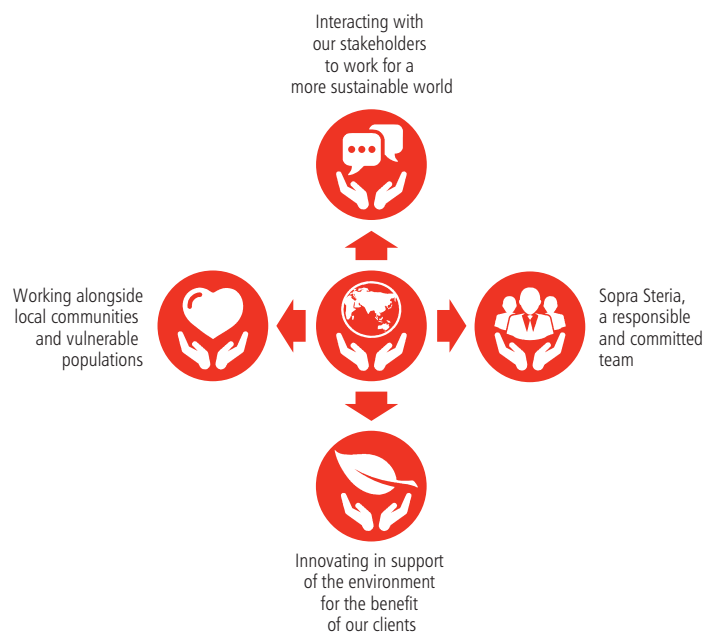 Interacting with
our stakeholders
to work for a
more sustainable world
Working alongside
local communities
and vulnerable
populations
Sopra Steria,
a responsible
and committed
team
Innovating in support
of the environment
for the benefit
of our clients